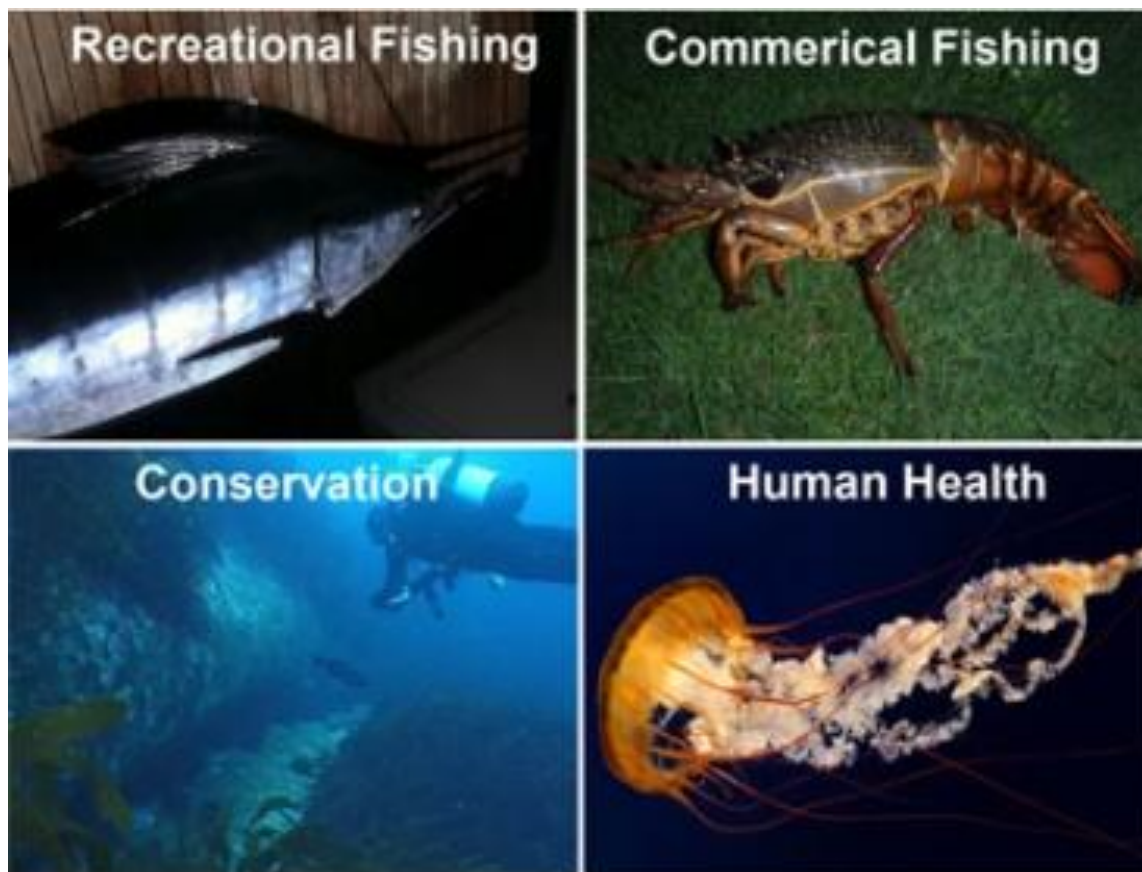 Recreational Fishing
Commerical Fishing
Conservation
Human Health